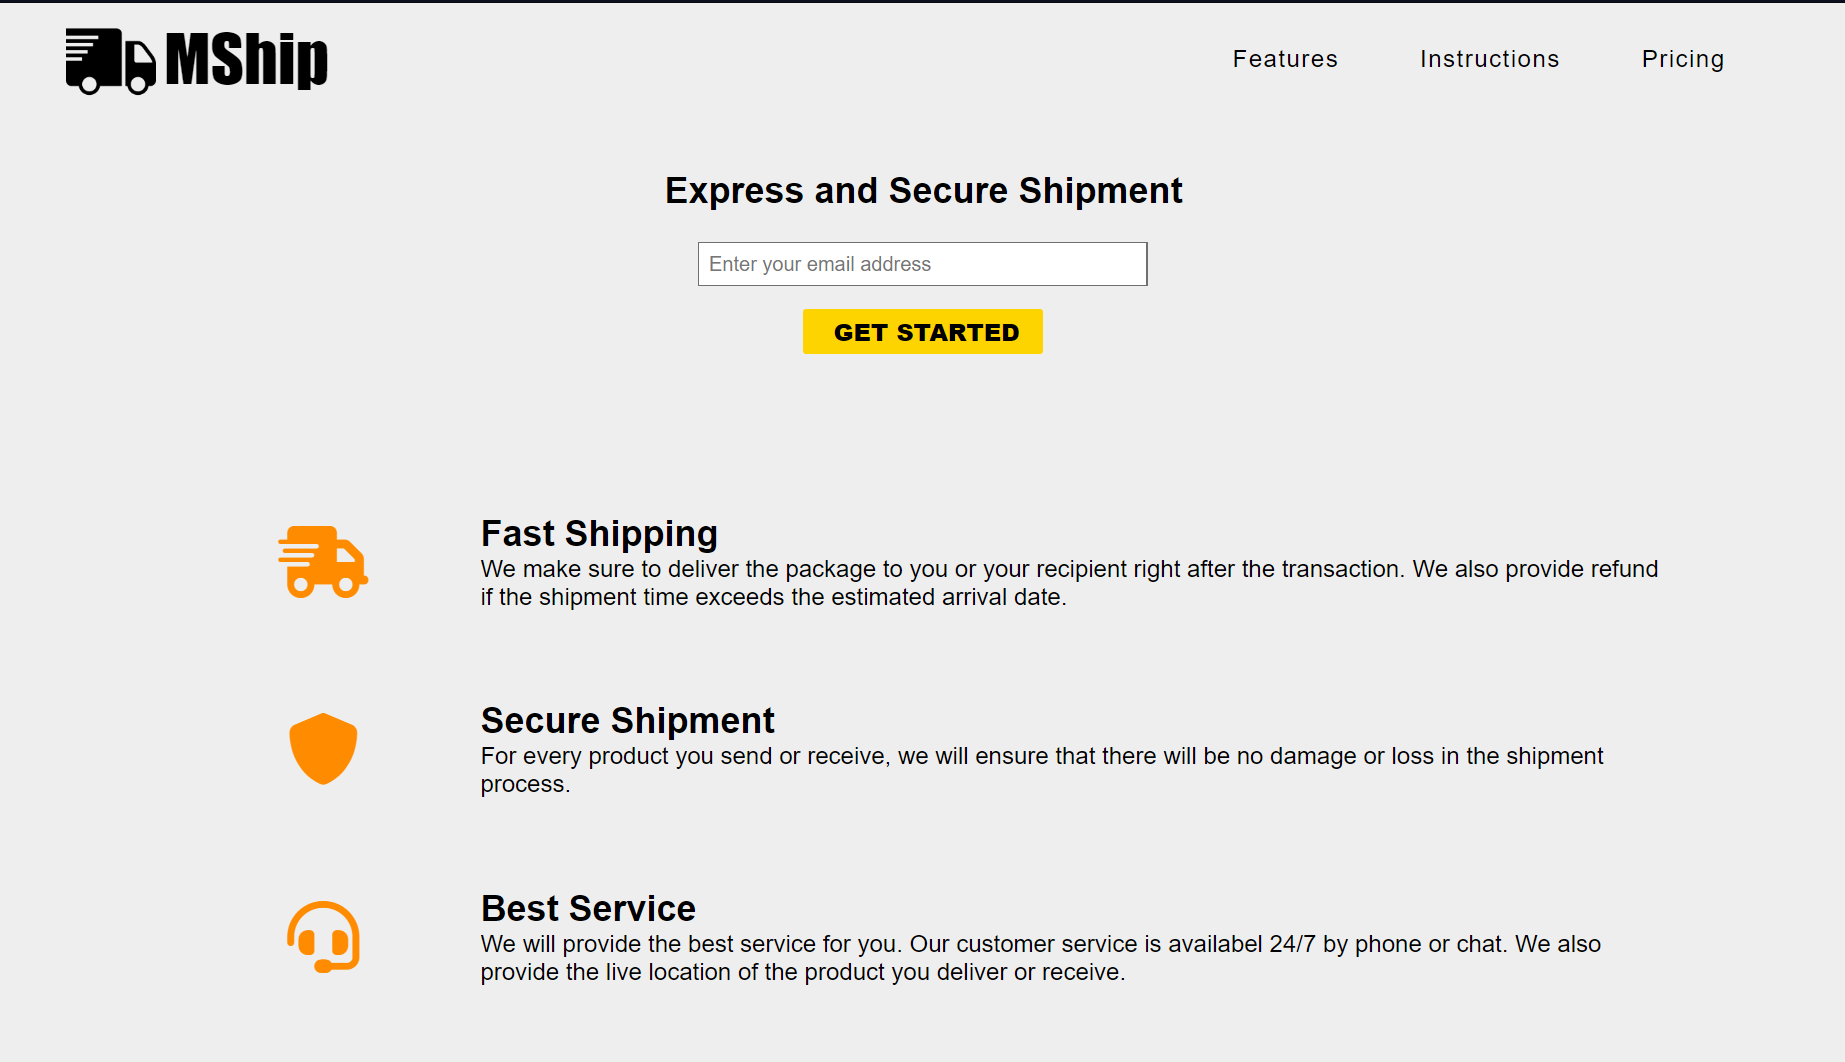 MShip
Features
Instructions
Pricing
Express and Secure Shipment
Enter your email address
GET STARTED
Fast Shipping
We make sure to deliver the package to you or your recipient right after the transaction. We also provide refund
if the shipment time exceeds the estimated arrival date.
Secure Shipment
For every product you send or receive, we will ensure that there will be no damage or loss in the shipment
process.
Best Service
We will provide the best service for you. Our customer service is availabel 24/7 by phone or chat. We also
provide the live location of the product you deliver or receive.